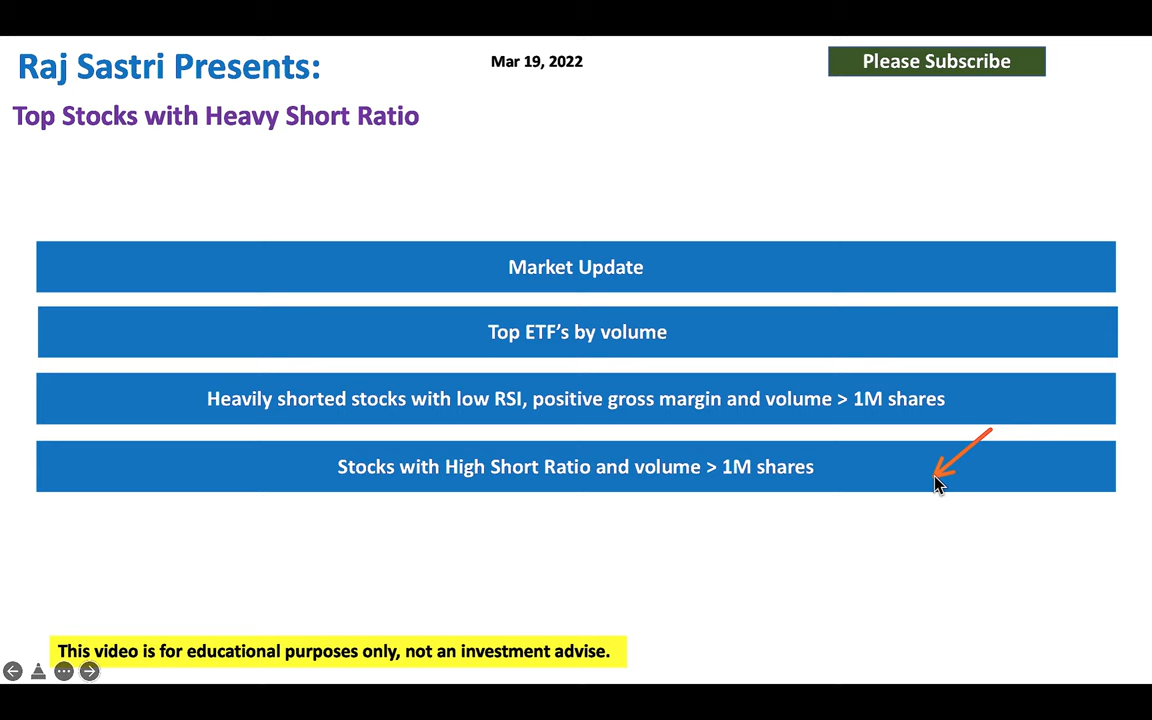 Raj Sastri Presents:
Mar 19, 2022
Please Subscribe
Top Stocks with Heavy Short Ratio
Market Update
Top ETF’s by volume
Heavily shorted stocks with low RSI, positive gross margin and volume > 1M shares
Stocks with High Short Ratio and volume > 1M shares
This video is for educational purposes only, not an investment advise.